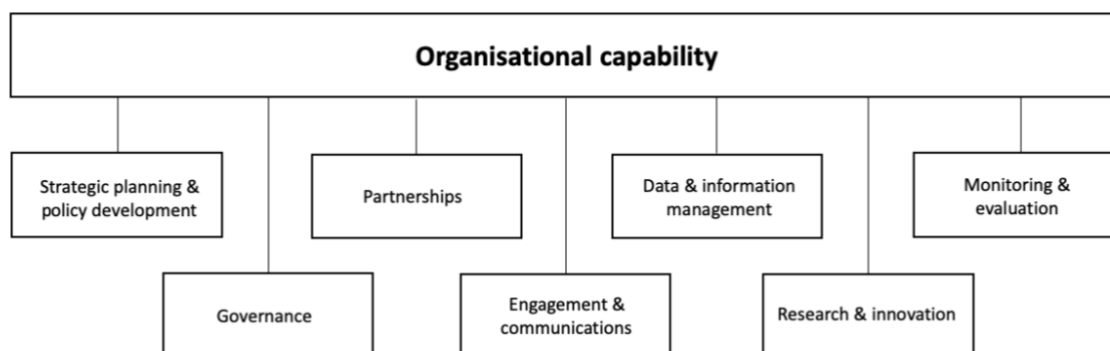 Organisational capability
Strategic planning &
policy development
Partnerships
Data & information
management
Monitoring &
evaluation
Governance
Engagement &
communications
Research & innovation